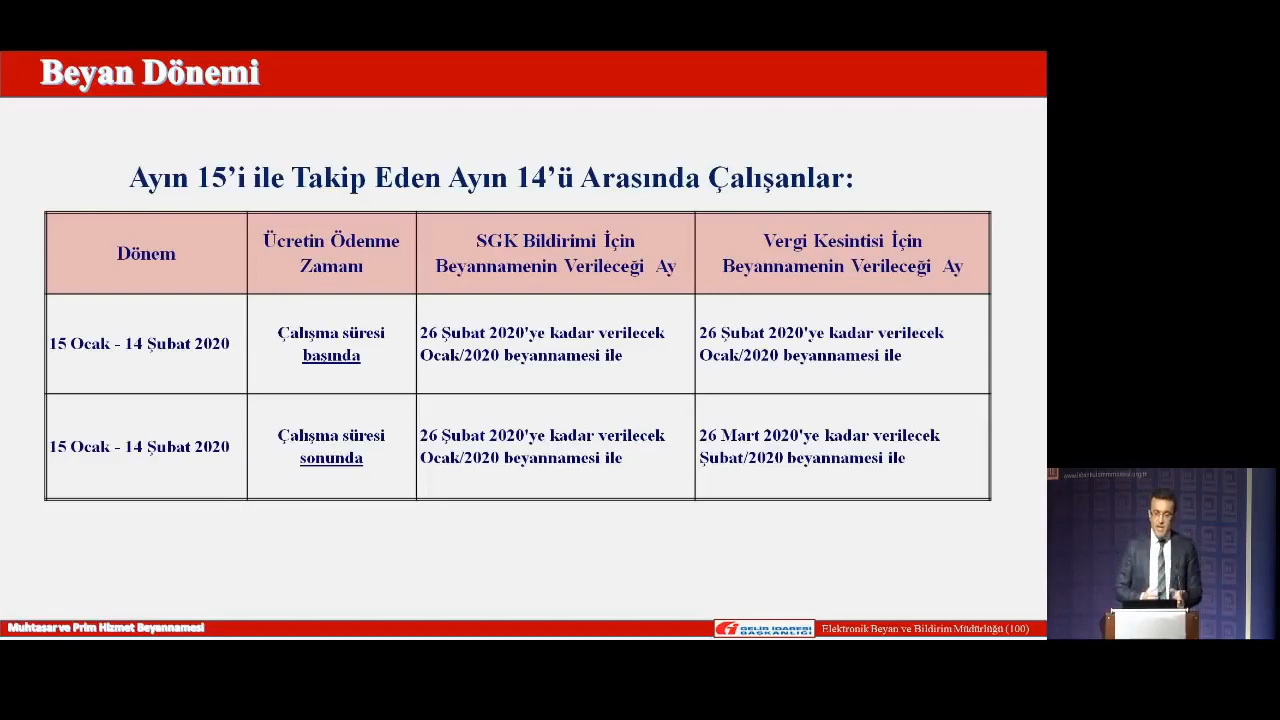 Beyan Dönemi
Ayın 15’i ile Takip Eden Ayın 14’ü Arasında Çalışanlar:
Dönem
Ücretin Ödenme
Zamanı
SGK Bildirimi İçin
Beyannamenin Verileceği Ay
Vergi Kesintisi İçin
Beyannamenin Verileceği Ay
15 Ocak - 14 Şubat 2020
Çalışma süresi
başında
26 Şubat 2020'ye kadar verilecek
Ocak/2020 beyannamesi ile
26 Şubat 2020'ye kadar verilecek
Ocak/2020 beyannamesi ile
15 Ocak - 14 Şubat 2020
Çalışma süresi
sonunda
26 Şubat 2020'ye kadar verilecek
Ocak/2020 beyannamesi ile
26 Mart 2020'ye kadar verilecek
Şubat/2020 beyannamesi ile
Muhtasar ve Prim Hizmet Beyannamesi
GELİR İDARESİ
BAŞKANLIĞI
Elektronik Beyan ve Bildirim Müdürlüğü (100)